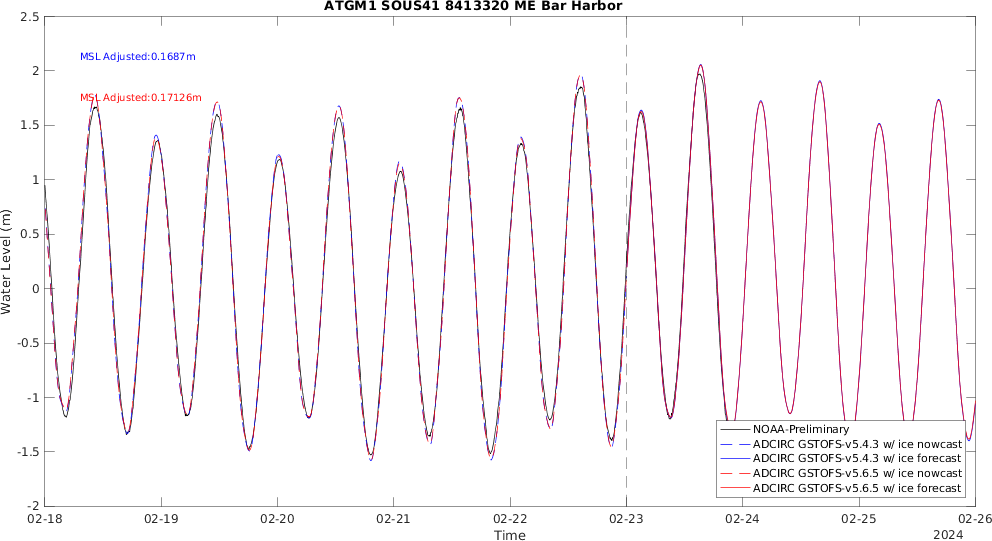 ATGM1 SOUS41 8413320 ME Bar Harbor
2.5
2
1.5
1
0.5
0
-0.5
-1
-1.5
-2
Water Level (m)
MSL Adjusted:0.1687m
MSL Adjusted:0.17126m
NOAA-Preliminary
ADCIRC GSTOFS-v5.4.3 w/ ice nowcast
ADCIRC GSTOFS-v5.4.3 w/ ice forecast
ADCIRC GSTOFS-v5.6.5 w/ ice nowcast
ADCIRC GSTOFS-v5.6.5 w/ ice forecast
02-18 02-19 02-20 02-21 02-22 02-23 02-24 02-25 02-26
Time
2024